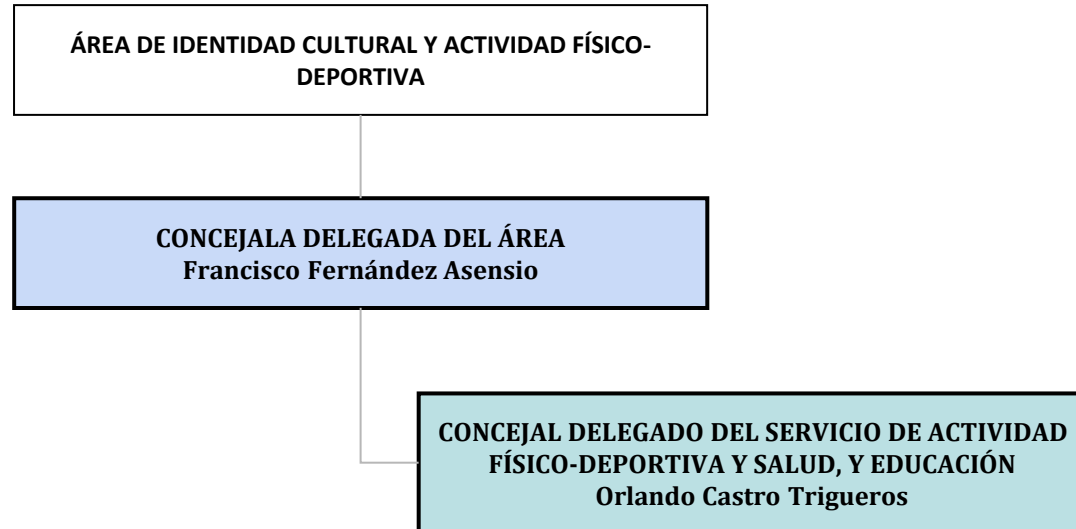 ÁREA DE IDENTIDAD CULTURAL Y ACTIVIDAD FÍSICO-
DEPORTIVA
CONCEJALA DELEGADA DEL ÁREA
Francisco Fernández Asensio
CONCEJAL DELEGADO DEL SERVICIO DE ACTIVIDAD
FÍSICO-DEPORTIVA Y SALUD, Y EDUCACIÓN
Orlando Castro Trigueros